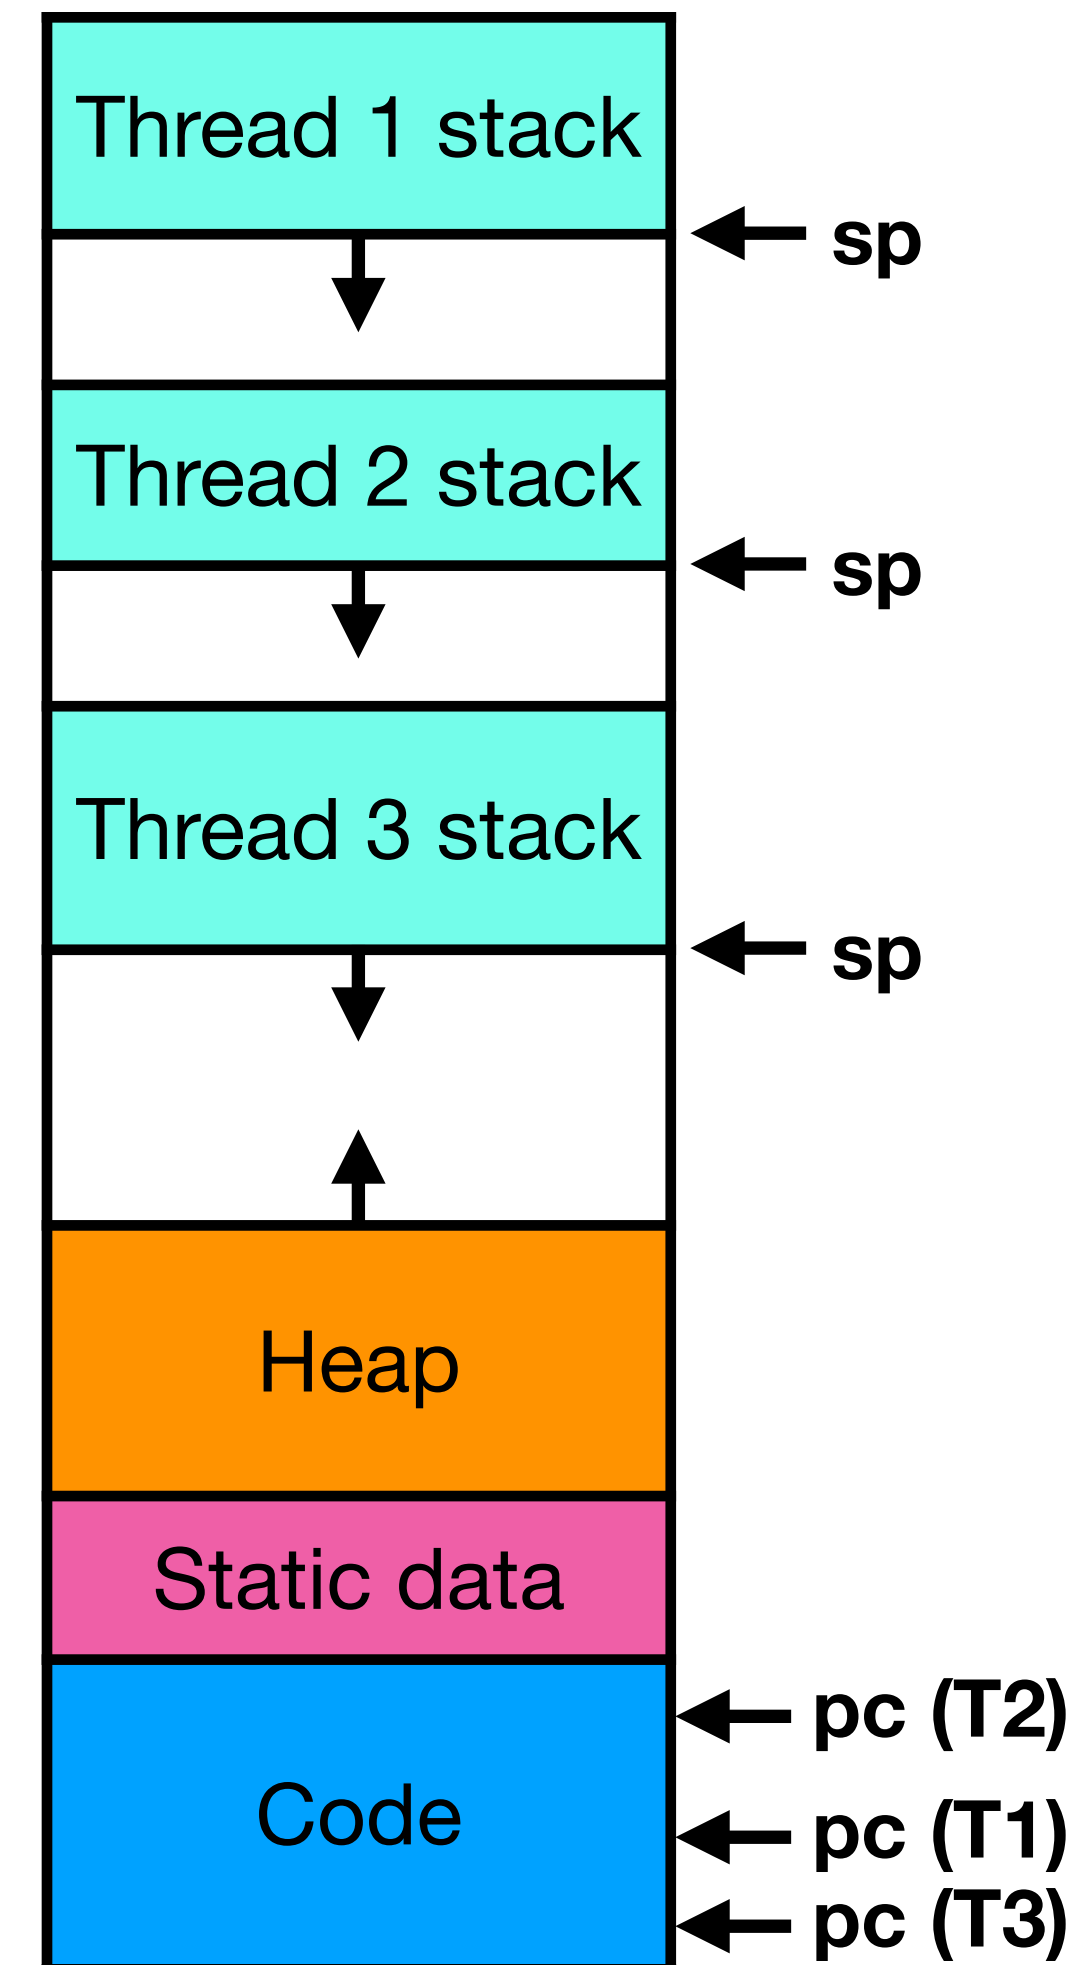 Thread 1 stack
sp
Thread 2 stack
sp
Thread 3 stack
sp
Heap
Static data
Code
pc (T2)
pc (T1)
pc (T3)